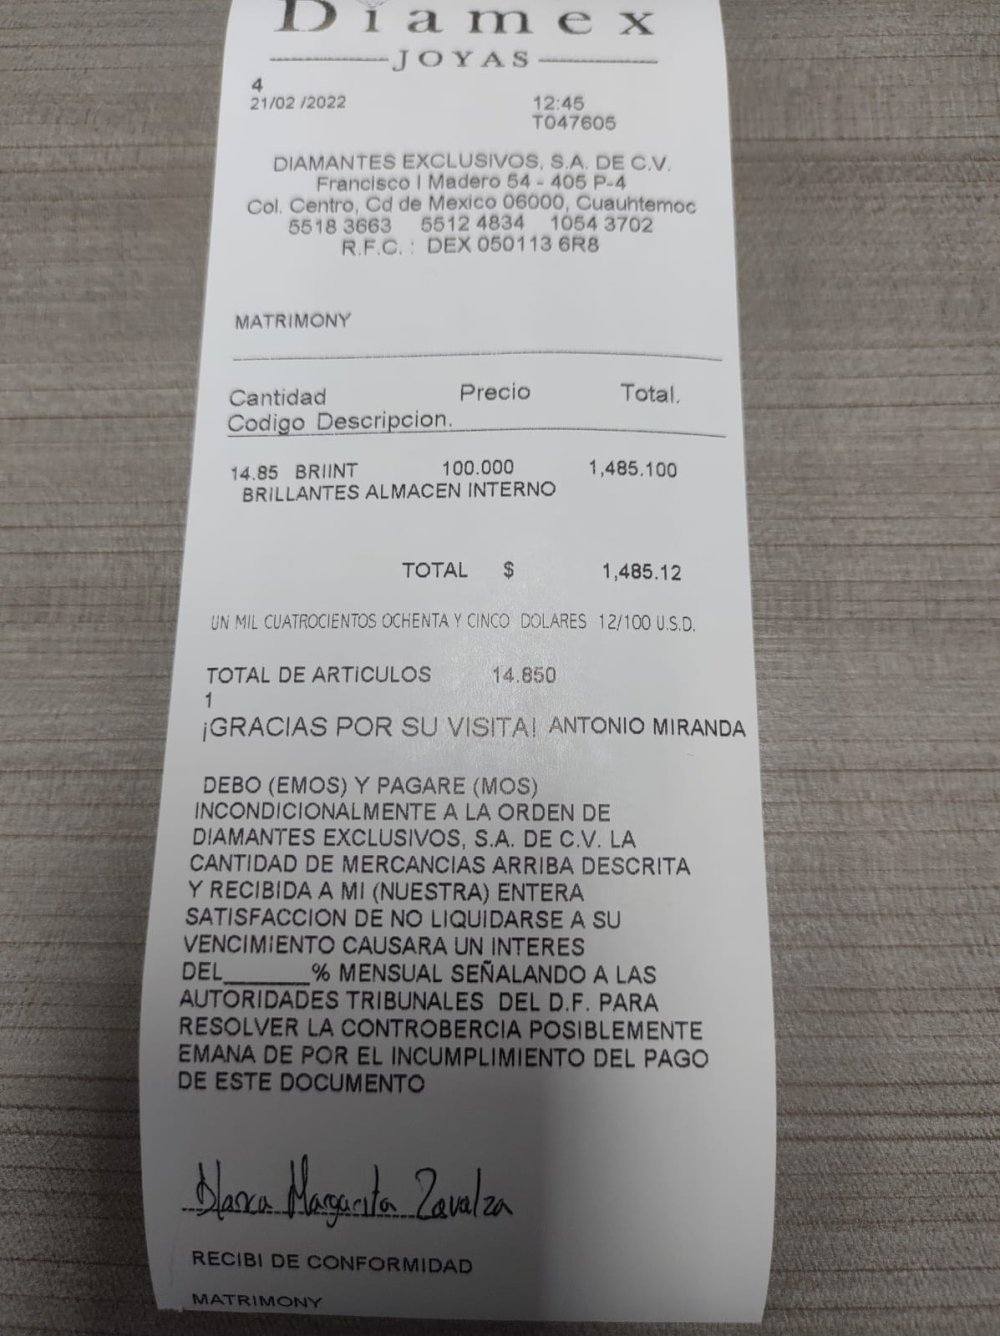 Diamex
JOYAS
4
21/02 /2022 12:45
T047605
DIAMANTES EXCLUSIVOS, S.A. DE C.V.
Francisco I Madero 54 - 405 P-4
Col. Centro, Cd de Mexico 06000, Cuauhtemoc
5518 3663 5512 4834 1054 3702
R.F.C. : DEX 050113 6R8
MATRIMONY
Cantidad Precio Total.
Codigo Descripcion.
14.85 BRIINT 100.000 1,485.100
BRILLANTES ALMACEN INTERNO
TOTAL $ 1,485.12
UN MIL CUATROCIENTOS OCHENTA Y CINCO DOLARES 12/100 U.S.D.
TOTAL DE ARTíCULOS 14.850
1
¡GRACIAS POR SU VISITA! ANTONIO MIRANDA
DEBO (EMOS) Y PAGARE (MOS)
INCONDICIONALMENTE A LA ORDEN DE
DIAMANTES EXCLUSIVOS, S.A. DE C.V. LA
CANTIDAD DE MERCANCIAS ARRIBA DESCRITA
Y RECIBIDA A MI (NUESTRA) ENTERA
SATISFACCION DE NO LIQUIDARSE A SU
VENCIMIENTO CAUSARA UN INTERES
DEL_______% MENSUAL SEÑALANDO A LAS
AUTORIDADES TRIBUNALES DEL D.F. PARA
RESOLVER LA CONTROBERCIA POSIBLEMENTE
EMANA DE POR EL INCUMPLIMIENTO DEL PAGO
DE ESTE DOCUMENTO
Blanca Margarita Zavalza
RECIBI DE CONFORMIDAD
MATRIMONY